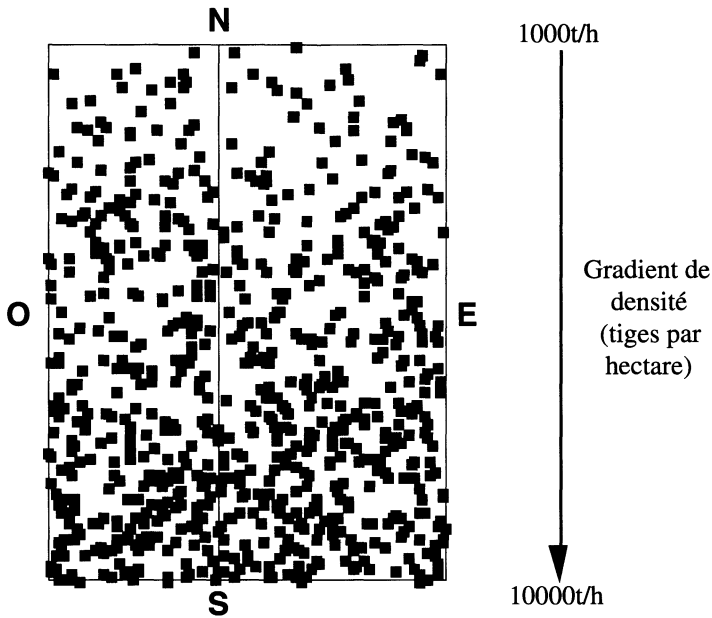 N
1000t/h
O
E
Gradient de
densité
(tiges par
hectare)
S
10000t/h